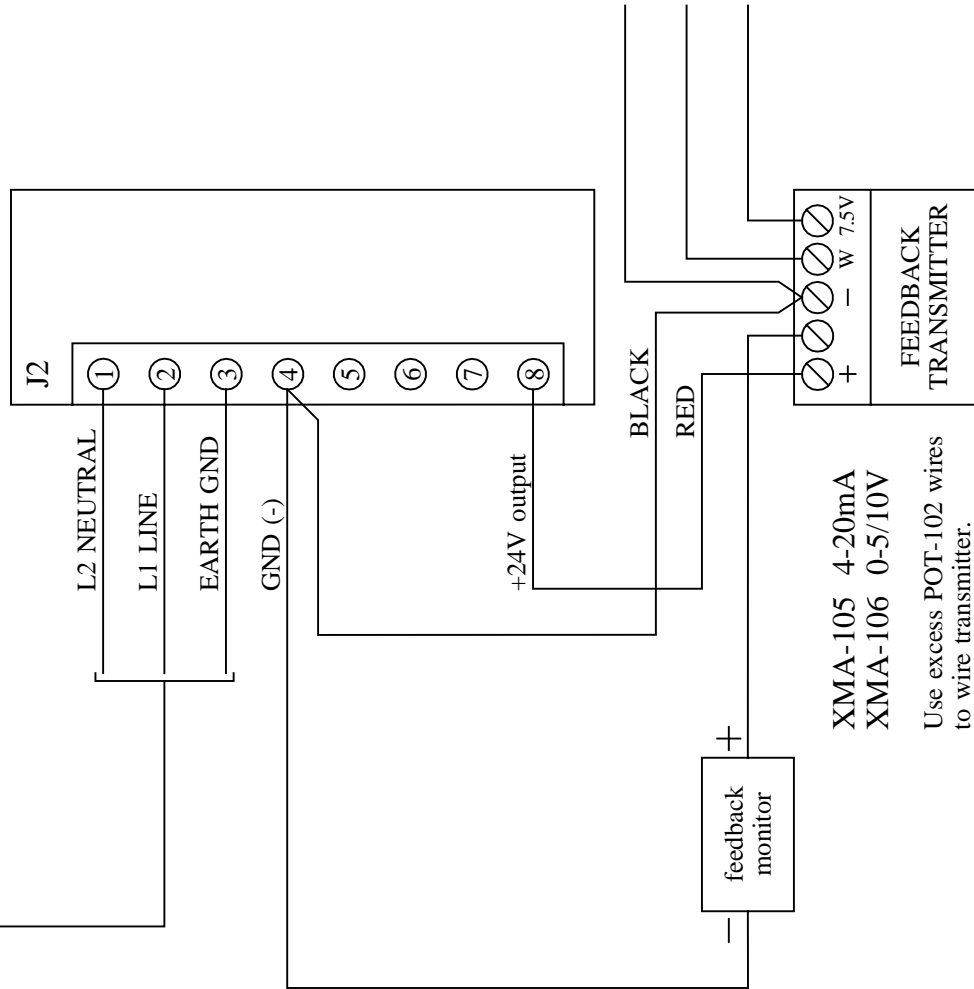 J2
L2 NEUTRAL
1
L1 LINE
2
EARTH GND
3
GND (-)
4
5
6
7
+24V output
8
BLACK
RED
+ − W 7.5V
FEEDBACK
TRANSMITTER
XMA-105 4-20mA
XMA-106 0-5/10V
Use excess POT-102 wires
to wire transmitter.
− +
feedback
monitor